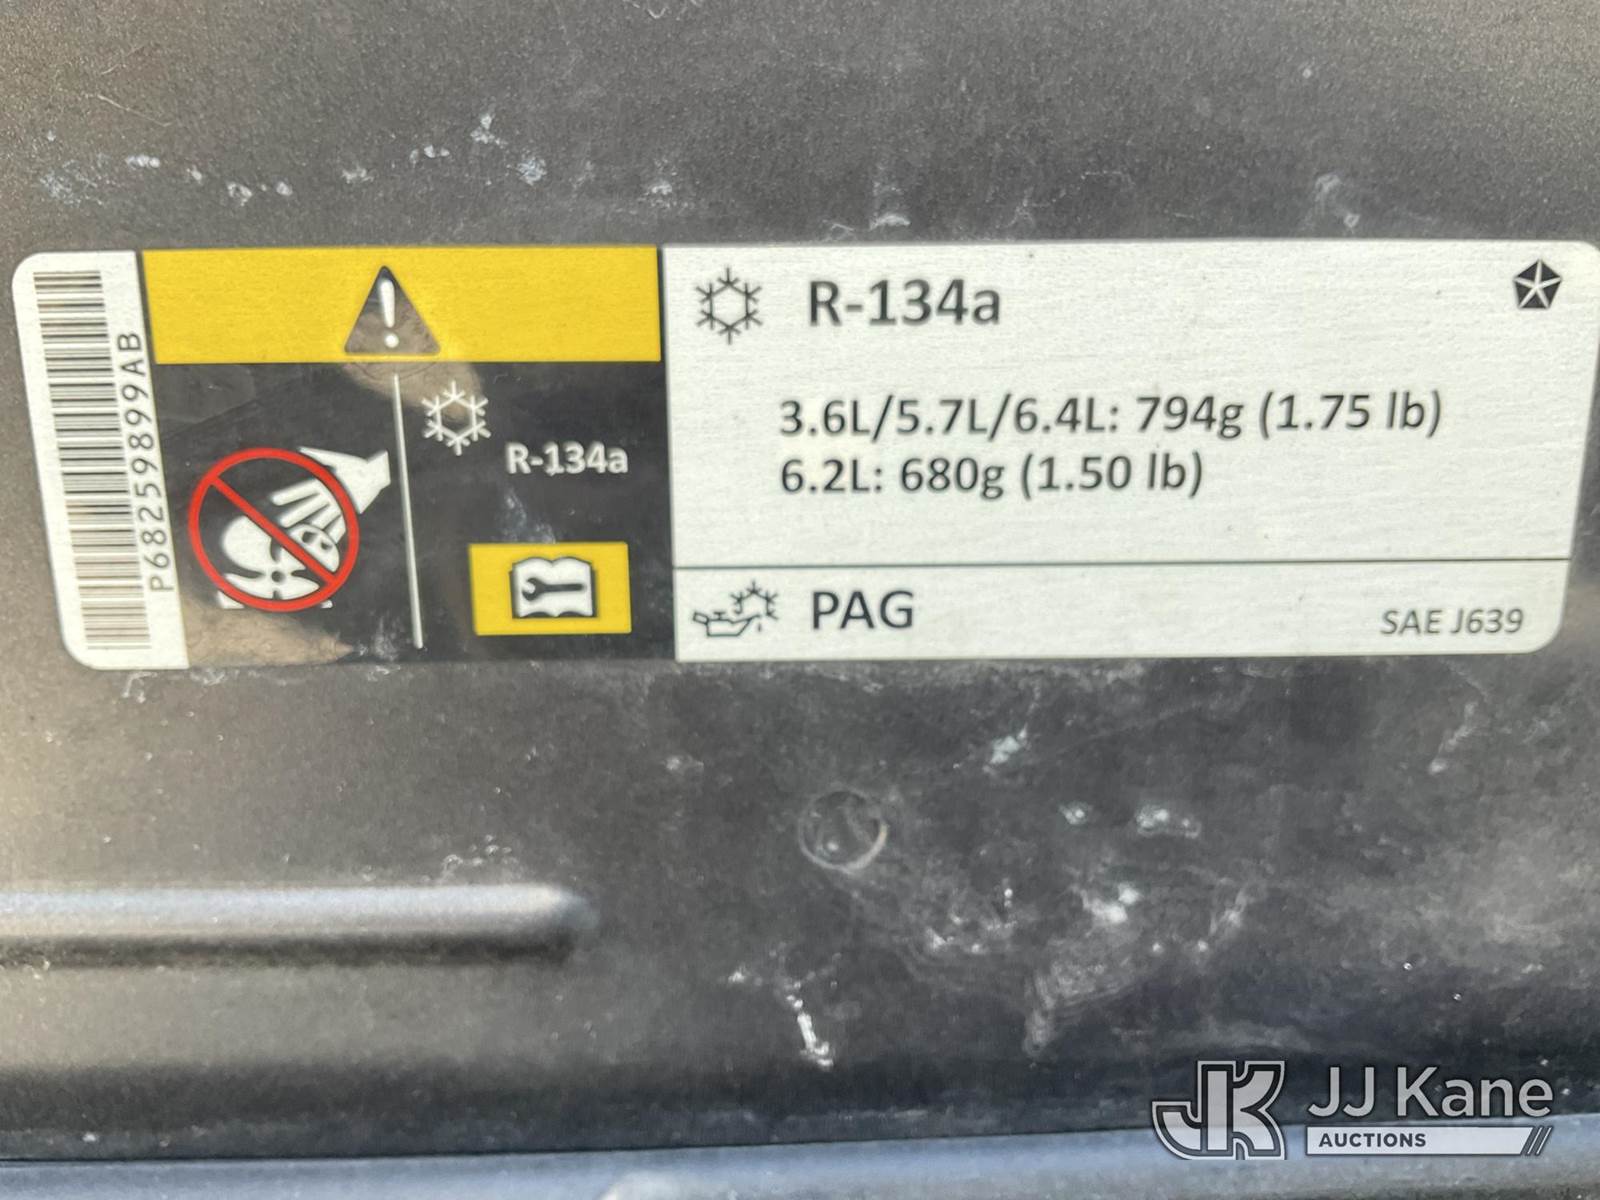 P68259899AB
R-134a
R-134a
3.6L/5.7L/6.4L: 794g (1.75 lb)
6.2L: 680g (1.50 lb)
PAG
SAE J639
JK JJ Kane
AUCTIONS